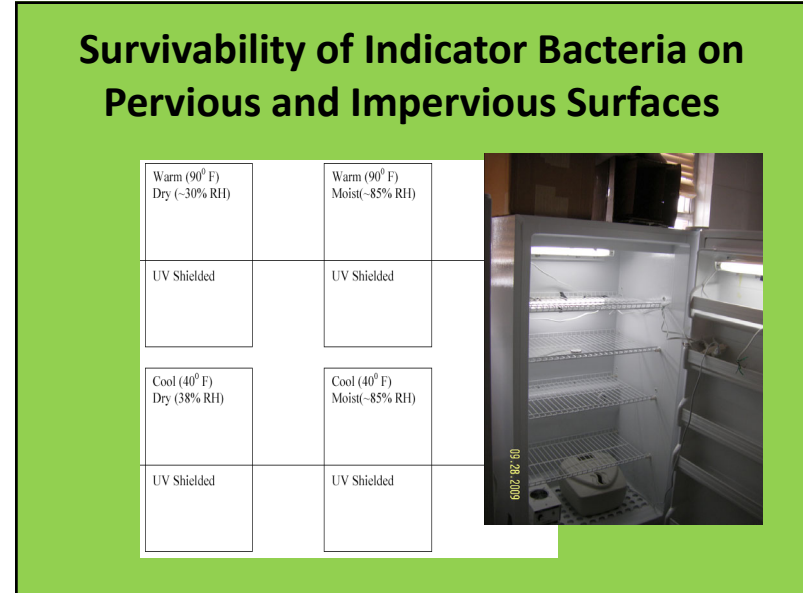 Survivability of Indicator Bacteria on
Pervious and Impervious Surfaces
Warm (90⁰ F)
Dry (~30% RH)
Warm (90⁰ F)
Moist(~85% RH)
UV Shielded
UV Shielded
Cool (40⁰ F)
Dry (38% RH)
Cool (40⁰ F)
Moist(~85% RH)
UV Shielded
UV Shielded
09.28.2009